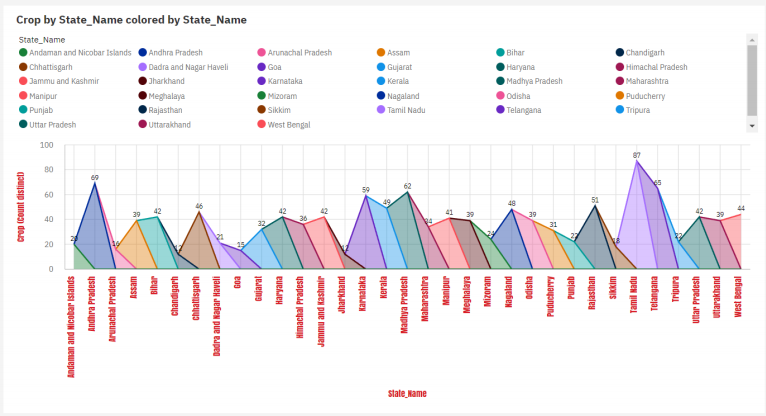 Crop by State_Name colored by State_Name
State_Name
Andaman and Nicobar Islands Andhra Pradesh Arunachal Pradesh Assam Bihar Chandigarh
Chhattisgarh Dadra and Nagar Haveli Goa Gujarat Haryana Himachal Pradesh
Jammu and Kashmir Jharkhand Karnataka Kerala Madhya Pradesh Maharashtra
Manipur Meghalaya Mizoram Nagaland Odisha Puducherry
Punjab Rajasthan Sikkim Tamil Nadu Telangana Tripura
Uttar Pradesh Uttarakhand West Bengal
Crop (Count distinct)
100
80
60
40
20
0
20 69 16 39 42 12 46 21 15 32 42 36 42 12 59 49 62 34 41 39 24 48 39 31 22 51 18 87 65 22 42 39 44
Andaman and Nicobar Islands
Andhra Pradesh
Arunachal Pradesh
Assam
Bihar
Chandigarh
Chhattisgarh
Dadra and Nagar Haveli
Goa
Gujarat
Haryana
Himachal Pradesh
Jammu and Kashmir
Jharkhand
Karnataka
Kerala
Madhya Pradesh
Maharashtra
Manipur
Meghalaya
Mizoram
Nagaland
Odisha
Puducherry
Punjab
Rajasthan
Sikkim
Tamil Nadu
Telangana
Tripura
Uttar Pradesh
Uttarakhand
West Bengal
State_Name